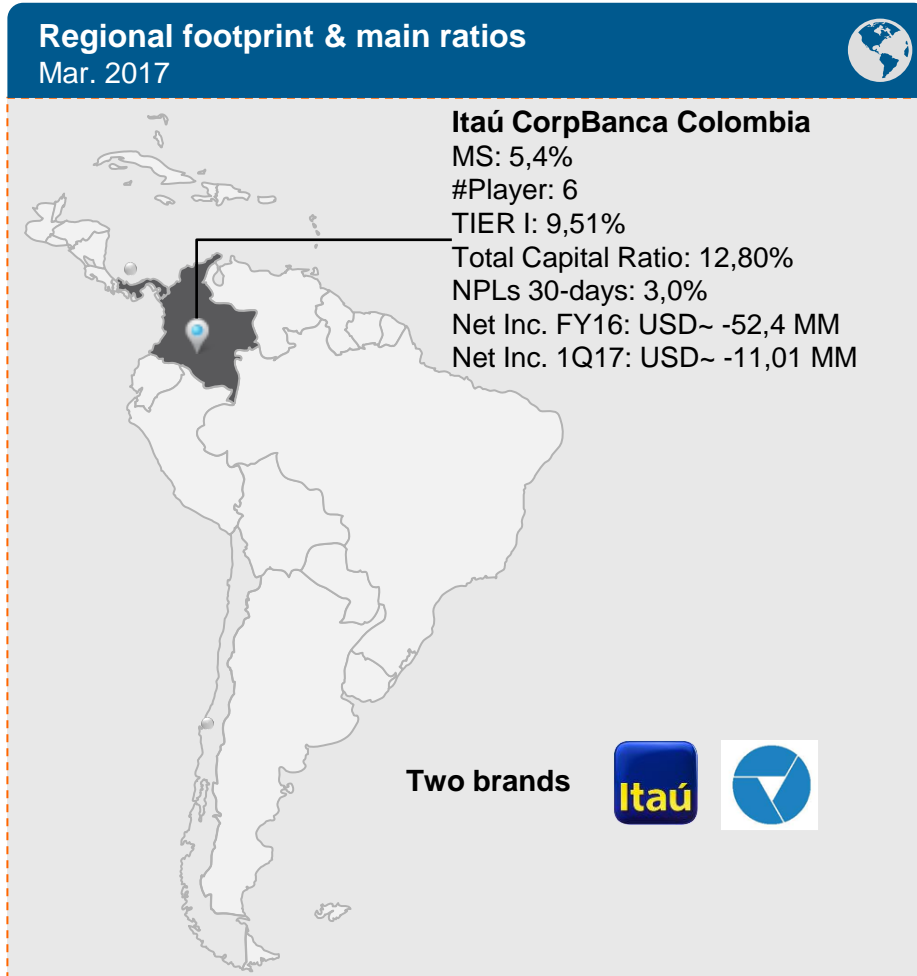 Regional footprint & main ratios
Mar. 2017
Itaú CorpBanca Colombia
MS: 5,4%
#Player: 6
TIER I: 9,51%
Total Capital Ratio: 12,80%
NPLs 30-days: 3,0%
Net Inc. FY16: USD~ -52,4 MM
Net Inc. 1Q17: USD~ -11,01 MM
Two brands
Itaú